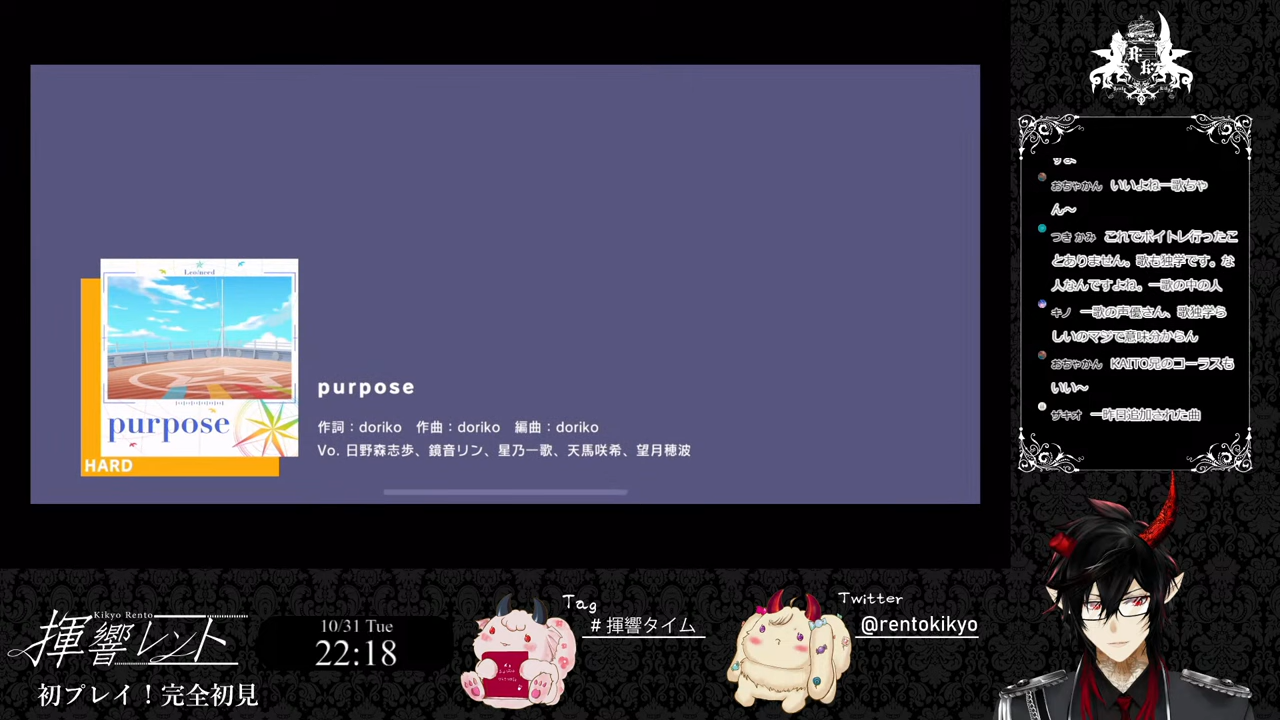 Leo/need
purpose
HARD
purpose
作詞：doriko 作曲：doriko 編曲：doriko
Vo. 日野森志歩、鏡音リン、星乃一歌、天馬咲希、望月穂波
おちゃかん いいよね一歌ちゃ
ん〜
つき かみ これでボイトレ行ったこ
とありません。歌も独学です。な
人なんですよね。一歌の中の人
キノ 一歌の声優さん、歌独学ら
しいのマジで意味分からん
おちゃかん KAITO兄のコーラスも
いい〜
ザキオ 一昨日追加された曲
Kikyo Rento
揮響レント
初プレイ！完全初見
10/31 Tue
22:18
Tag
# 揮響タイム
Twitter
@rentokikyo